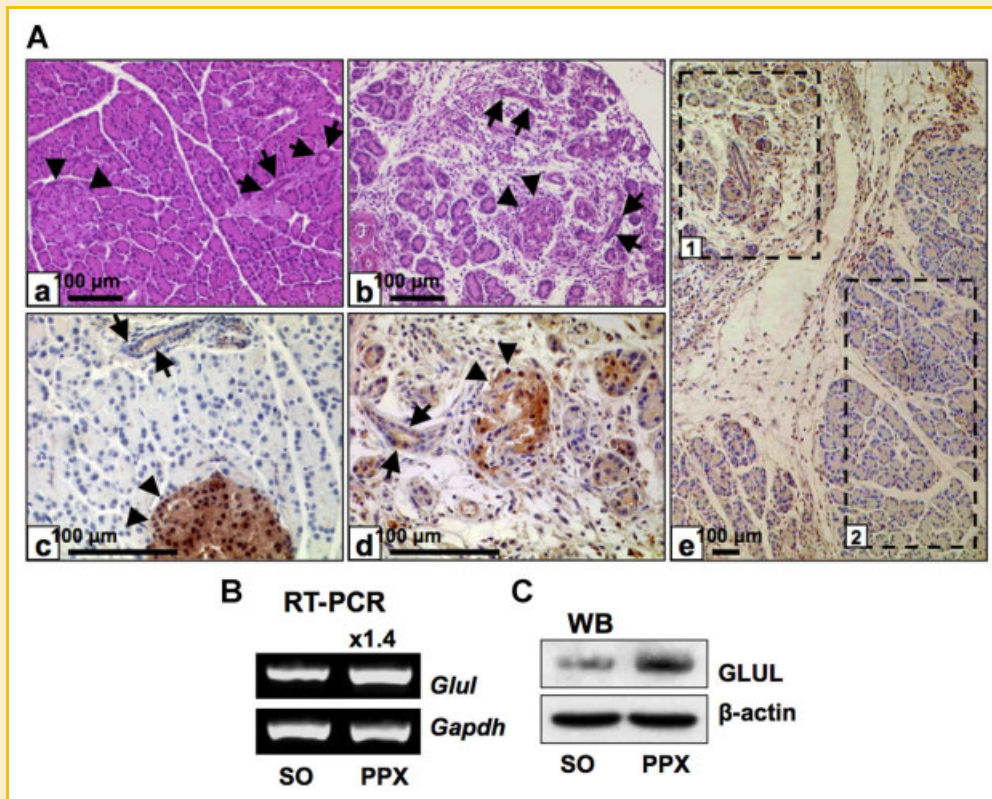 A
a
100 µm
b
100 µm
c
100 µm
d
100 µm
e
100 µm
1
2
B
RT-PCR
x1.4
Glul
Gapdh
SO PPX
C
WB
GLUL
β-actin
SO PPX